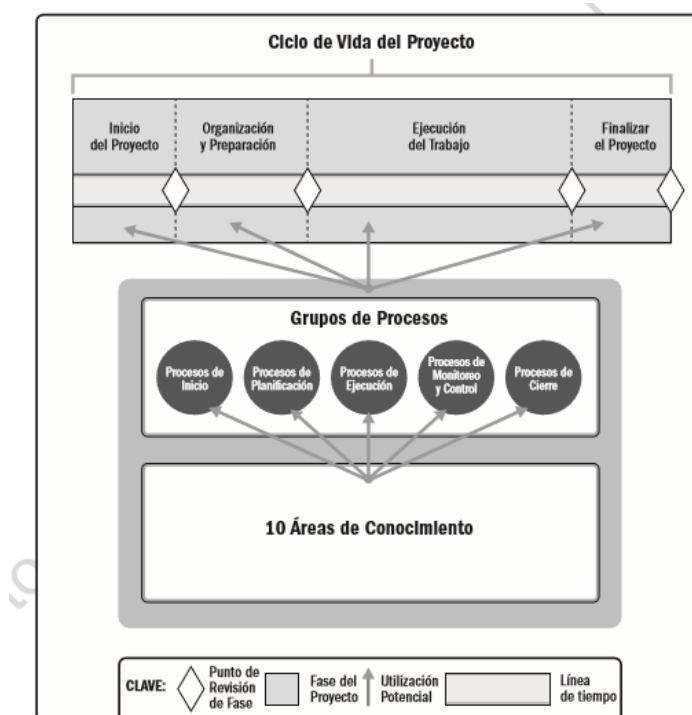 Ciclo de Vida del Proyecto
Inicio
del Proyecto
Organización
y Preparación
Ejecución
del Trabajo
Finalizar
el Proyecto
Grupos de Procesos
Procesos de
Inicio
Procesos de
Planificación
Procesos de
Ejecución
Procesos de
Monitoreo
y Control
Procesos de
Cierre
10 Áreas de Conocimiento
CLAVE:
Punto de
Revisión
de Fase
Fase del
Proyecto
Utilización
Potencial
Línea
de tiempo